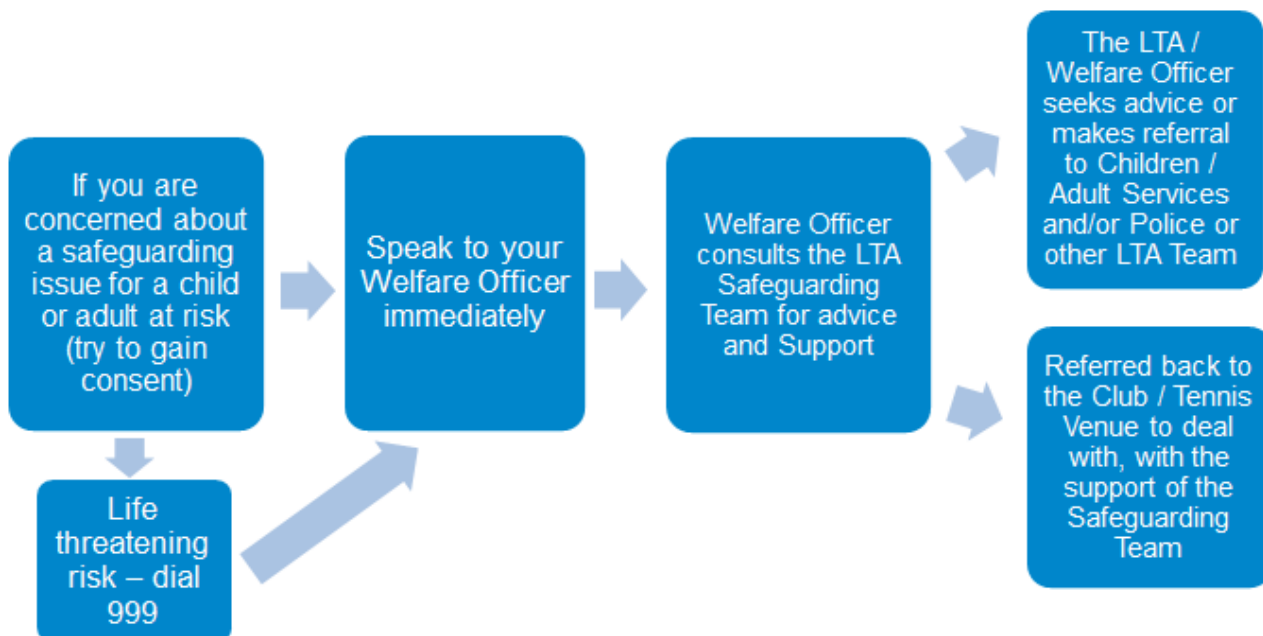 If you are
concerned about
a safeguarding
issue for a child
or adult at risk
(try to gain
consent)
Life
threatening
risk – dial
999
Speak to your
Welfare Officer
immediately
Welfare Officer
consults the LTA
Safeguarding
Team for advice
and Support
The LTA /
Welfare Officer
seeks advice or
makes referral
to Children /
Adult Services
and/or Police or
other LTA Team
Referred back to
the Club / Tennis
Venue to deal
with, with the
support of the
Safeguarding
Team